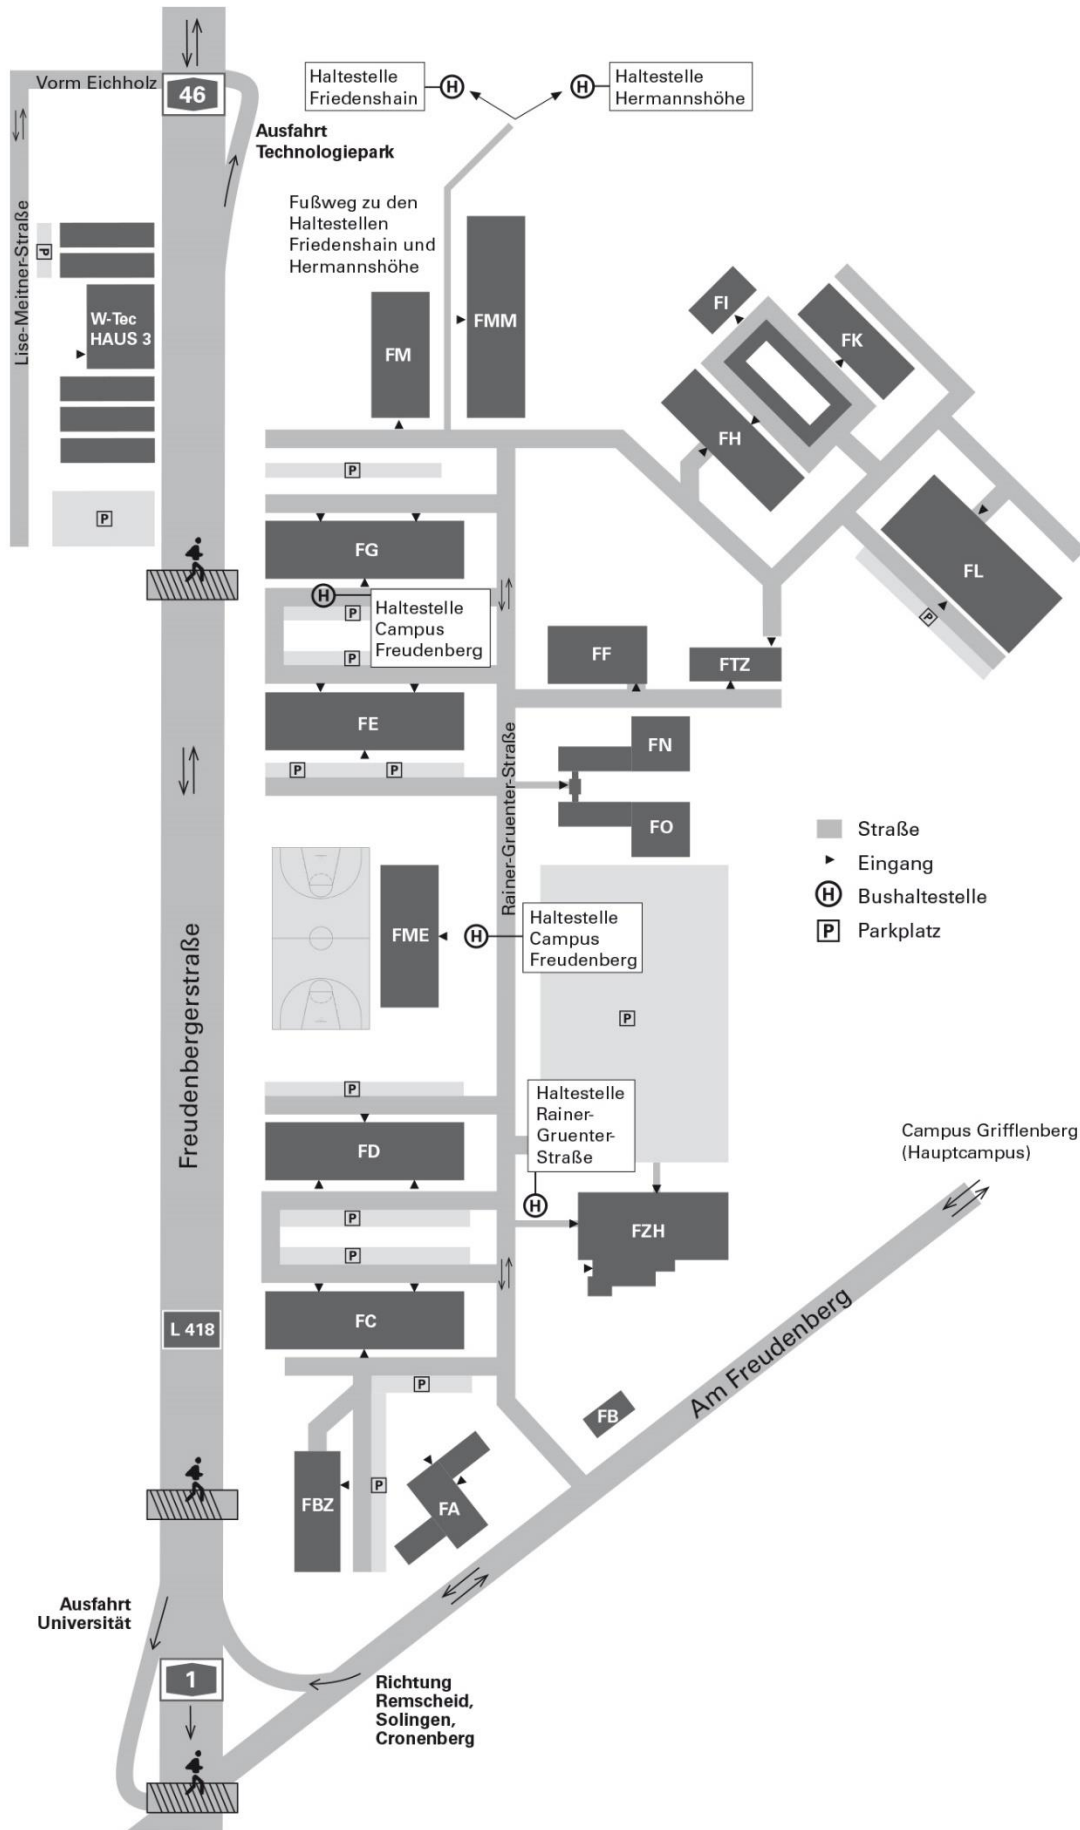 Vorm Eichholz
46
Haltestelle
Friedenshain
H
H
Haltestelle
Hermannshöhe
Ausfahrt
Technologiepark
Lise-Meitner-Straße
P
W-Tec
HAUS 3
P
Fußweg zu den
Haltestellen
Friedenshain und
Hermannshöhe
FM
FMM
FI
FK
FH
FL
P
P
FG
H
P
Haltestelle
Campus
Freudenberg
P
FF
FTZ
FE
P
P
FN
FO
Rainer-Gruenter-Straße
Straße
Eingang
H
Bushaltestelle
P
Parkplatz
Freudenbergerstraße
FME
H
Haltestelle
Campus
Freudenberg
P
P
Haltestelle
Rainer-
Gruenter-
Straße
H
FD
P
P
FZH
Campus Grifflenberg
(Hauptcampus)
L 418
FC
P
Am Freudenberg
FB
FBZ
P
FA
Ausfahrt
Universität
1
Richtung
Remscheid,
Solingen,
Cronenberg